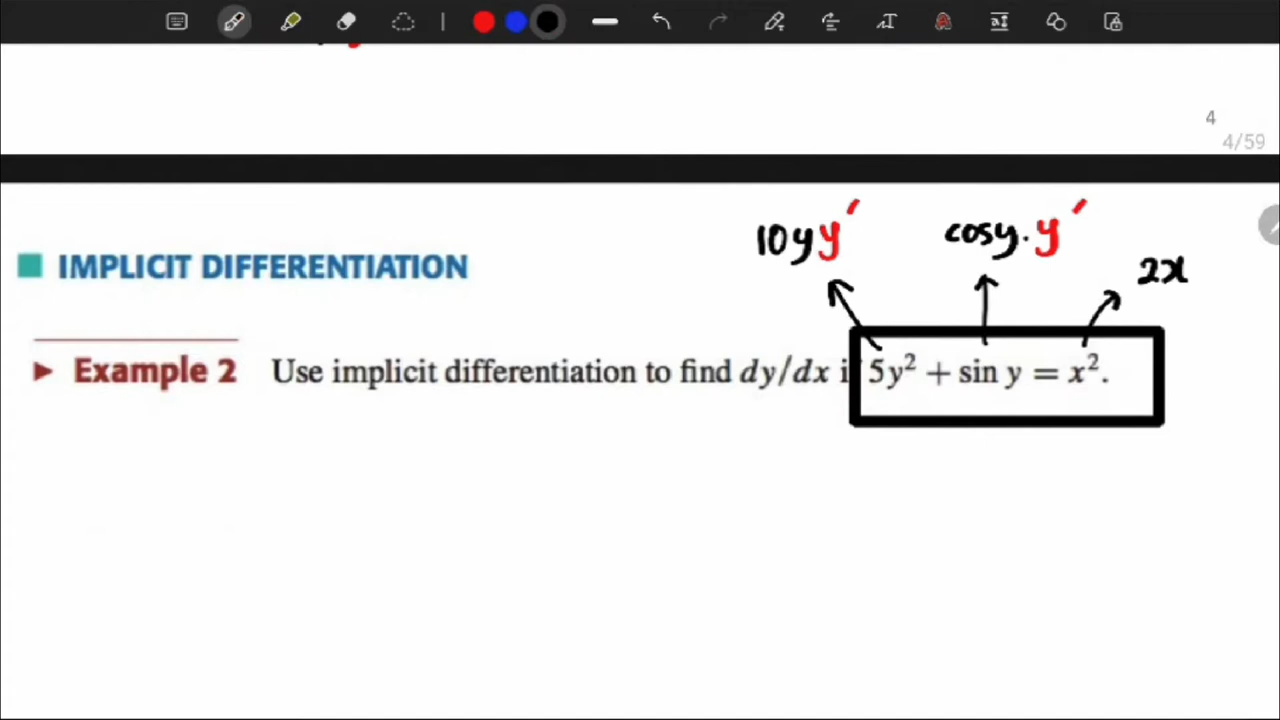 4
4/59
10yy′ cosy.y′
2x
IMPLICIT DIFFERENTIATION
Example 2 Use implicit differentiation to find dy/dx i 5y² + sin y = x².